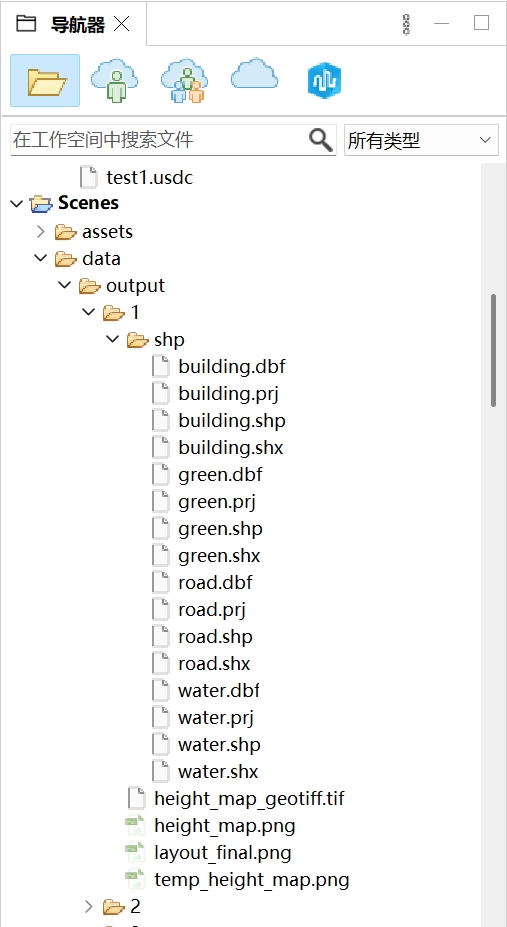 导航器
在工作空间中搜索文件
所有类型
test1.usdc
Scenes
assets
data
output
1
shp
building.dbf
building.prj
building.shp
building.shx
green.dbf
green.prj
green.shp
green.shx
road.dbf
road.prj
road.shp
road.shx
water.dbf
water.prj
water.shp
water.shx
height_map_geotiff.tif
height_map.png
layout_final.png
temp_height_map.png
2